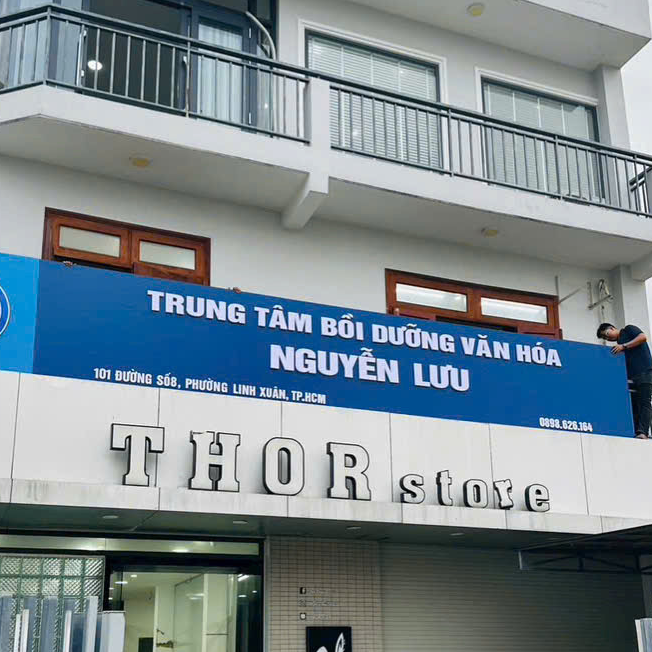 TRUNG TÂM BỒI DƯỠNG VĂN HÓA
NGUYỄN LƯU
101 ĐƯỜNG SỐ8, PHƯỜNG LINH XUÂN, TP.HCM
0898.626.164
THOR store